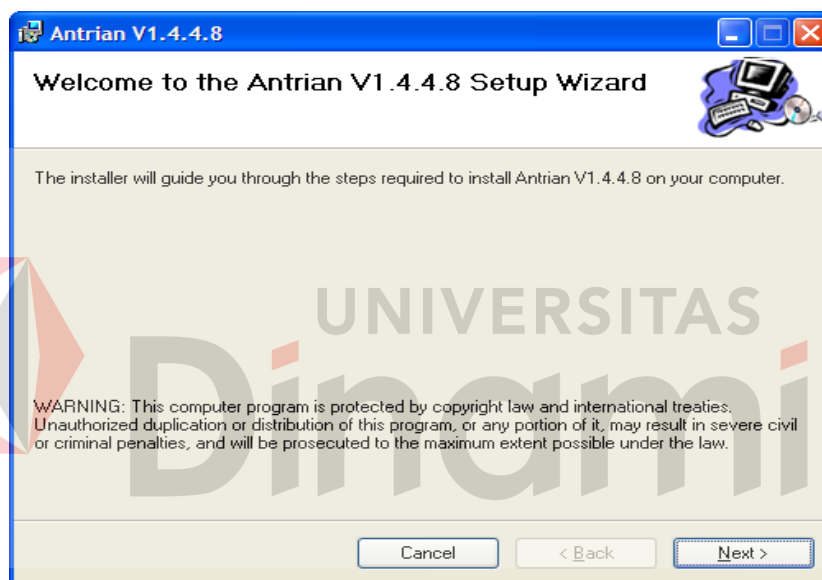 Antrian V1.4.4.8
Welcome to the Antrian V1.4.4.8 Setup Wizard
The installer will guide you through the steps required to install Antrian V1.4.4.8 on your computer.
UNIVERSITAS
Dinami
WARNING: This computer program is protected by copyright law and international treaties.
Unauthorized duplication or distribution of this program, or any portion of it, may result in severe civil
or criminal penalties, and will be prosecuted to the maximum extent possible under the law.
Cancel
< Back
Next >